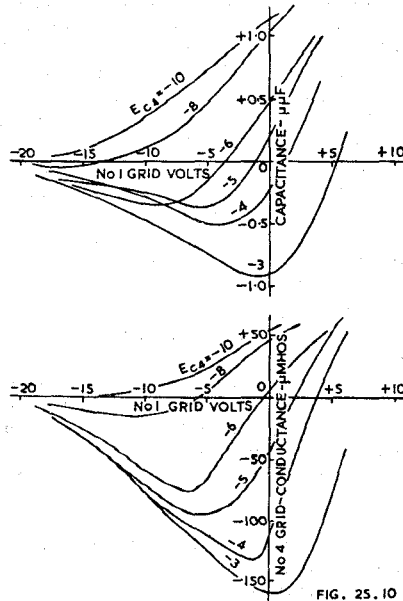 +1.0
Ec4=-10
-8
CAPACITANCE-μμF
+0.5
-6
-20 -15 -10 -5 0 +5 +10
No 1 GRID VOLTS
-5
-4
-0.5
-3
-1.0
+50
Ec4=-10
-8
-20 -15 -10 -5 0 +5 +10
No 1 GRID VOLTS
No 4 GRID-CONDUCTANCE-μMHOS
-6
-50
-5
-100
-4
-3
-150
FIG. 25.10